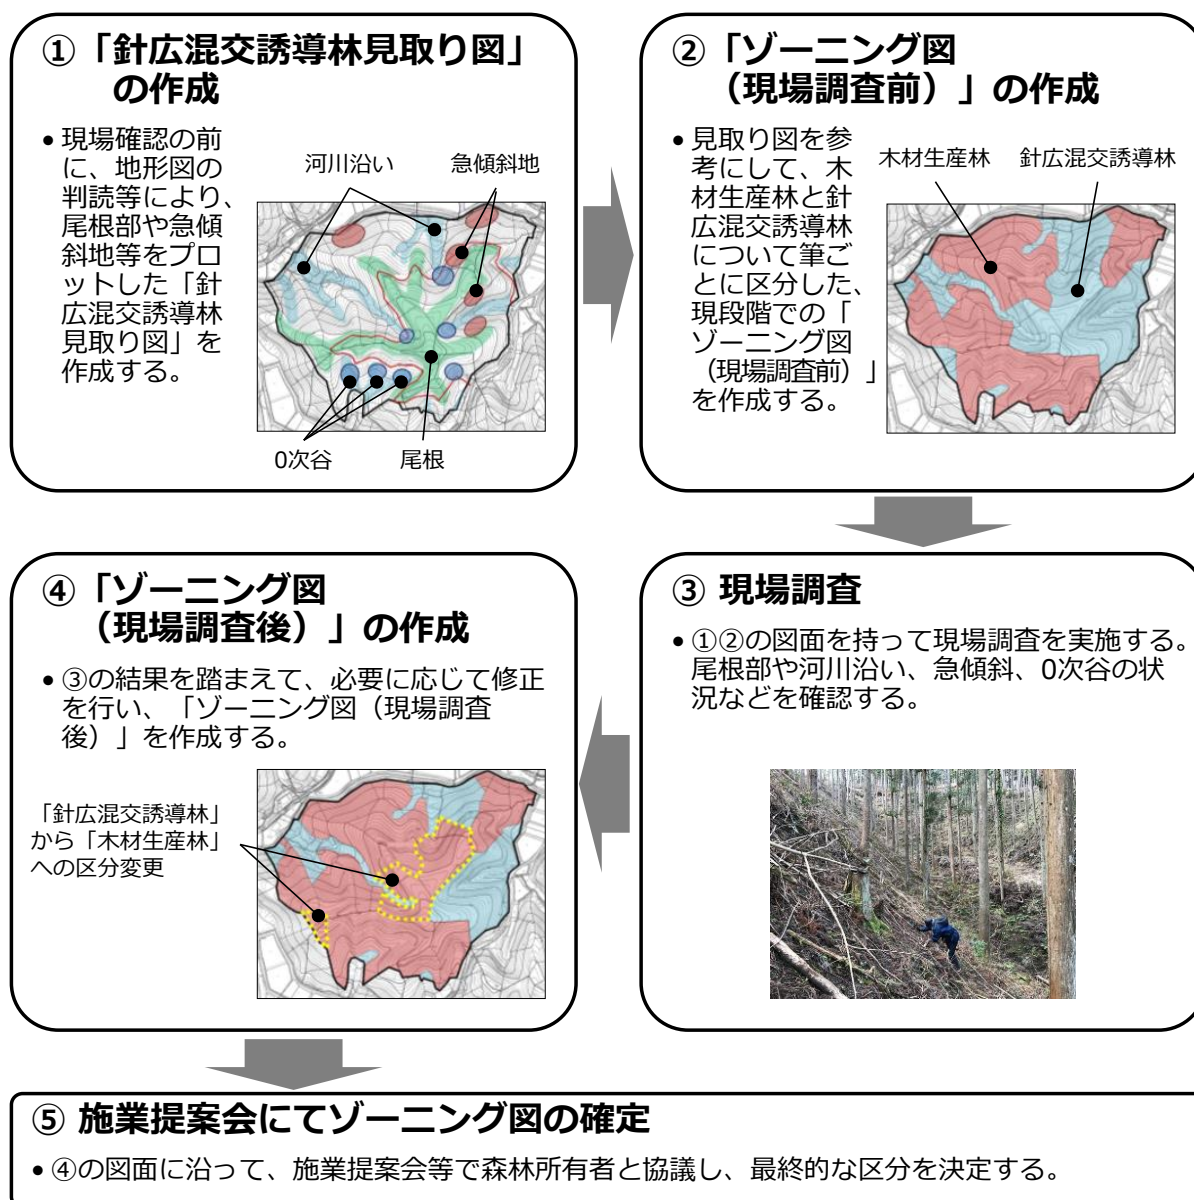 ①「針広混交誘導林見取り図」
の作成
• 現場確認の前
に、地形図の
判読等により、
尾根部や急傾
斜地等をプロ
ットした「針
広混交誘導林
見取り図」を
作成する。
河川沿い
急傾斜地
0次谷
尾根
②「ゾーニング図
（現場調査前）」の作成
• 見取り図を参
考にして、木
材生産林と針
広混交誘導林
について筆ご
とに区分した、
現段階での「
ゾーニング図
（現場調査前）」
を作成する。
木材生産林
針広混交誘導林
③ 現場調査
• ①②の図面を持って現場調査を実施する。
尾根部や河川沿い、急傾斜、0次谷の状
況などを確認する。
④「ゾーニング図
（現場調査後）」の作成
• ③の結果を踏まえて、必要に応じて修正
を行い、「ゾーニング図（現場調査
後）」を作成する。
「針広混交誘導林」
から「木材生産林」
への区分変更
⑤ 施業提案会にてゾーニング図の確定
• ④の図面に沿って、施業提案会等で森林所有者と協議し、最終的な区分を決定する。